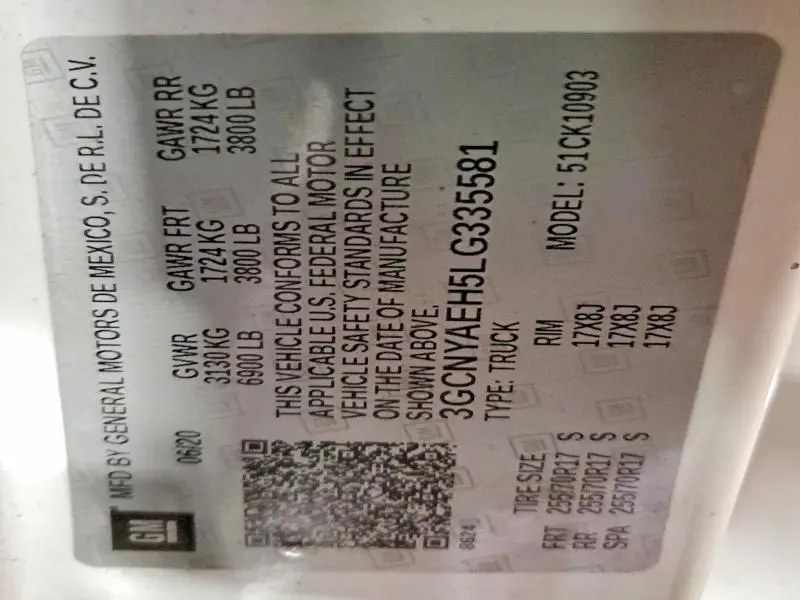 GM
MFD BY GENERAL MOTORS DE MEXICO, S. DE R.L. DE C.V.
06/20 GVWR GAWR FRT GAWR RR
3130 KG 1724 KG 1724 KG
6900 LB 3800 LB 3800 LB
THIS VEHICLE CONFORMS TO ALL
APPLICABLE U.S. FEDERAL MOTOR
VEHICLE SAFETY STANDARDS IN EFFECT
ON THE DATE OF MANUFACTURE
SHOWN ABOVE.
3GCNYAEH5LG335581
8624 TYPE: TRUCK
TIRE SIZE RIM MODEL: 51CK10903
FRT 255/70R17 S 17X8J
RR 255/70R17 S 17X8J
SPA 255/70R17 S 17X8J